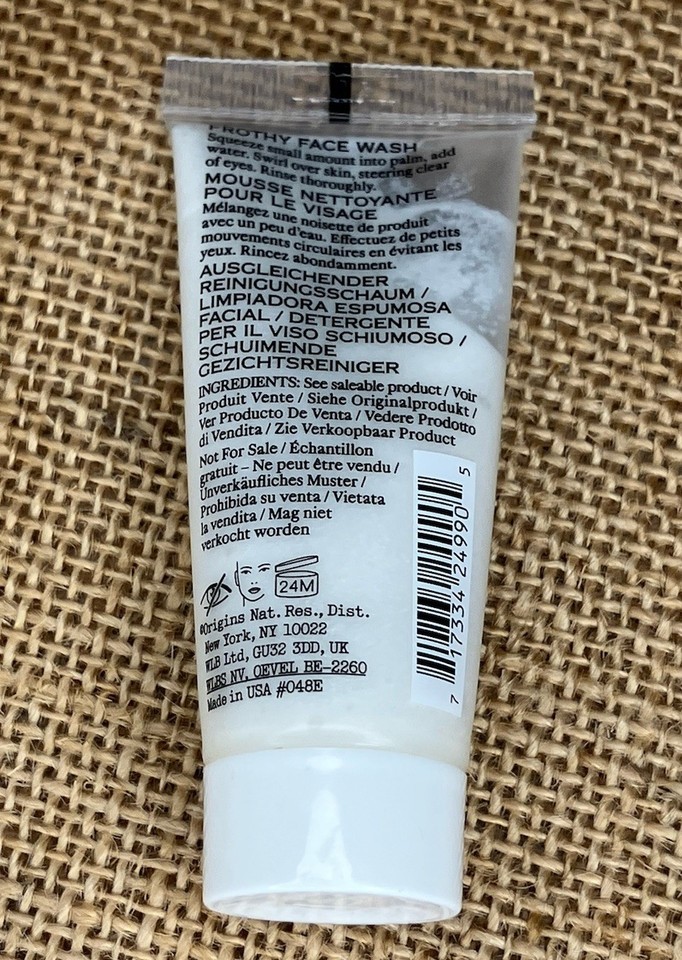 FROTHY FACE WASH
Squeeze small amount into palm, add
water. Swirl over skin, steering clear
of eyes. Rinse thoroughly.
MOUSSE NETTOYANTE
POUR LE VISAGE
Mélangez une noisette de produit
avec un peu d'eau. Effectuez de petits
mouvements circulaires en évitant les
yeux. Rincez abondamment.
AUSGLEICHENDER
REINIGUNGSSCHAUM /
LIMPIADORA ESPUMOSA
FACIAL / DETERGENTE
PER IL VISO SCHIUMOSO /
SCHUIMENDE
GEZICHTSREINIGER
INGREDIENTS: See saleable product / Voir
Produit Vente / Siehe Originalprodukt /
Ver Producto De Venta / Vedere Prodotto
di Vendita / Zie Verkoopbaar Product
Not For Sale / Échantillon
gratuit – Ne peut être vendu /
Unverkäufliches Muster /
Prohibida su venta / Vietata
la vendita / Mag niet
verkocht worden
24M
©Origins Nat. Res., Dist.
New York, NY 10022
WLB Ltd, GU32 3DD, UK
WLBS NV, OEVEL BE-2260
Made in USA #048E
7 17334 24990 5